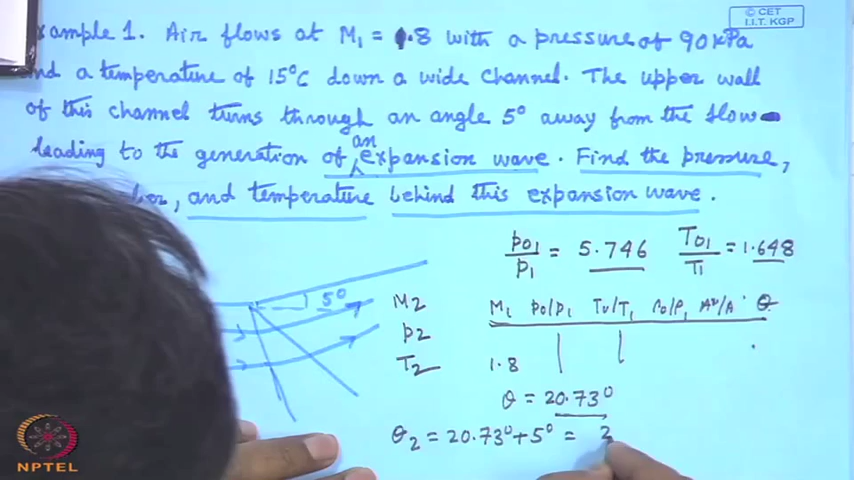 © CET
I.I.T. KGP
xample 1. Air flows at M1 = 1.8 with a pressure of 90 kPa
nd a temperature of 15°C down a wide channel. The upper wall
of this channel turns through an angle 5° away from the flow
leading to the generation of an expansion wave. Find the pressure,
, and temperature behind this expansion wave.
p01/p1 = 5.746 T01/T1 = 1.648
5°
M2
p2
T2
M1 p0/p1 T0/T1 A*/A θ
1.8
θ = 20.73°
θ2 = 20.73° + 5° = 2
NPTEL